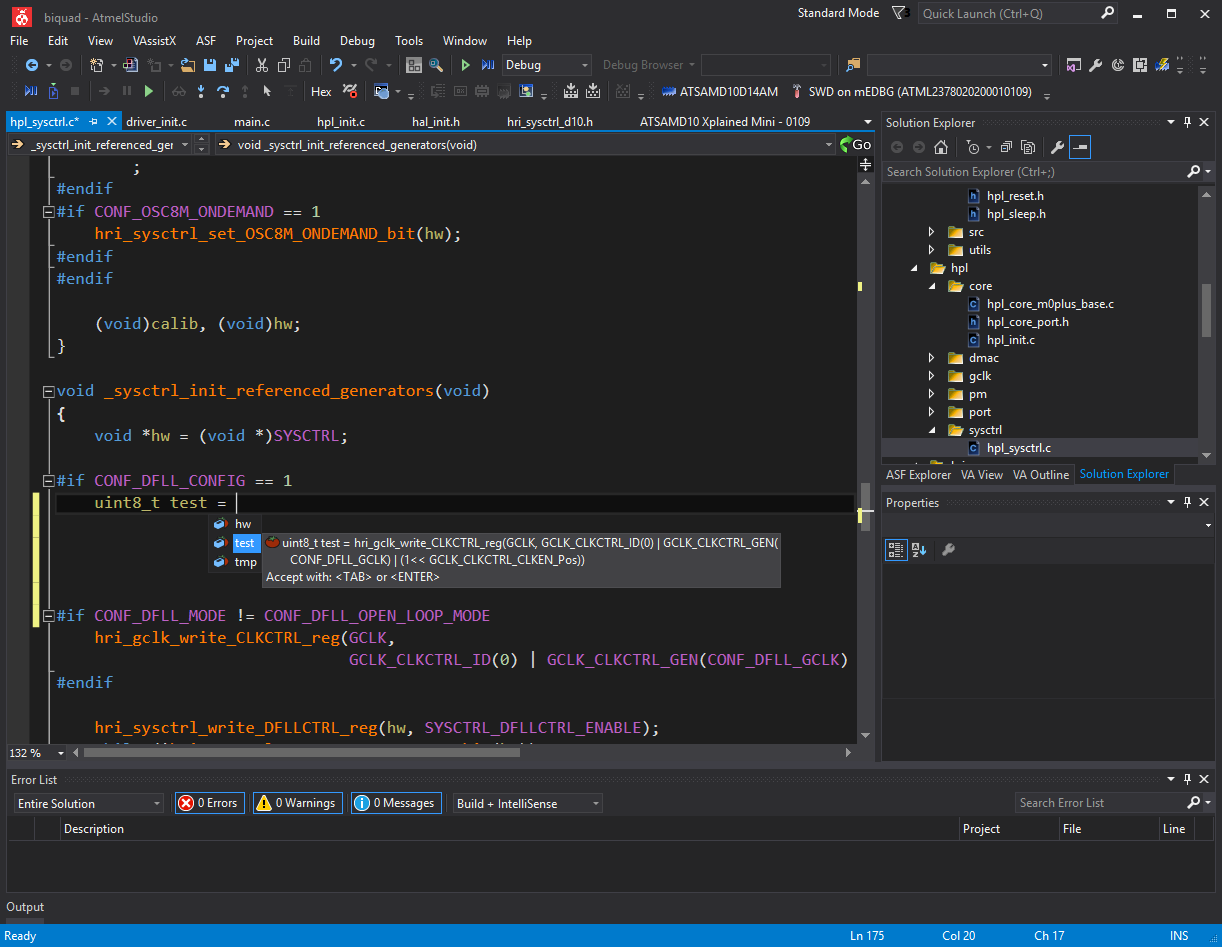 biquad - AtmelStudio
Standard Mode
3
Quick Launch (Ctrl+Q)
File Edit View VAssistX ASF Project Build Debug Tools Window Help
Debug
Debug Browser
Hex
ATSAMD10D14AM
SWD on mEDBG (ATML2378020200010109)
hpl_sysctrl.c*
driver_init.c
main.c
hpl_init.c
hal_init.h
hri_sysctrl_d10.h
ATSAMD10 Xplained Mini - 0109
_sysctrl_init_referenced_ger
void _sysctrl_init_referenced_generators(void)
Go
;
#endif
#if CONF_OSC8M_ONDEMAND == 1
hri_sysctrl_set_OSC8M_ONDEMAND_bit(hw);
#endif
#endif
(void)calib, (void)hw;
}
void _sysctrl_init_referenced_generators(void)
{
void *hw = (void *)SYSCTRL;
#if CONF_DFLL_CONFIG == 1
uint8_t test =
hw
test
tmp
uint8_t test = hri_gclk_write_CLKCTRL_reg(GCLK, GCLK_CLKCTRL_ID(0) | GCLK_CLKCTRL_GEN(
CONF_DFLL_GCLK) | (1<< GCLK_CLKCTRL_CLKEN_Pos))
Accept with: <TAB> or <ENTER>
#if CONF_DFLL_MODE != CONF_DFLL_OPEN_LOOP_MODE
hri_gclk_write_CLKCTRL_reg(GCLK,
GCLK_CLKCTRL_ID(0) | GCLK_CLKCTRL_GEN(CONF_DFLL_GCLK)
#endif
hri_sysctrl_write_DFLLCTRL_reg(hw, SYSCTRL_DFLLCTRL_ENABLE);
132 %
Solution Explorer
Search Solution Explorer (Ctrl+;)
hpl_reset.h
hpl_sleep.h
src
utils
hpl
core
hpl_core_m0plus_base.c
hpl_core_port.h
hpl_init.c
dmac
gclk
pm
port
sysctrl
hpl_sysctrl.c
ASF Explorer
VA View
VA Outline
Solution Explorer
Properties
Error List
Entire Solution
0 Errors
0 Warnings
0 Messages
Build + IntelliSense
Search Error List
Description
Project
File
Line
Output
Ready
Ln 175
Col 20
Ch 17
INS